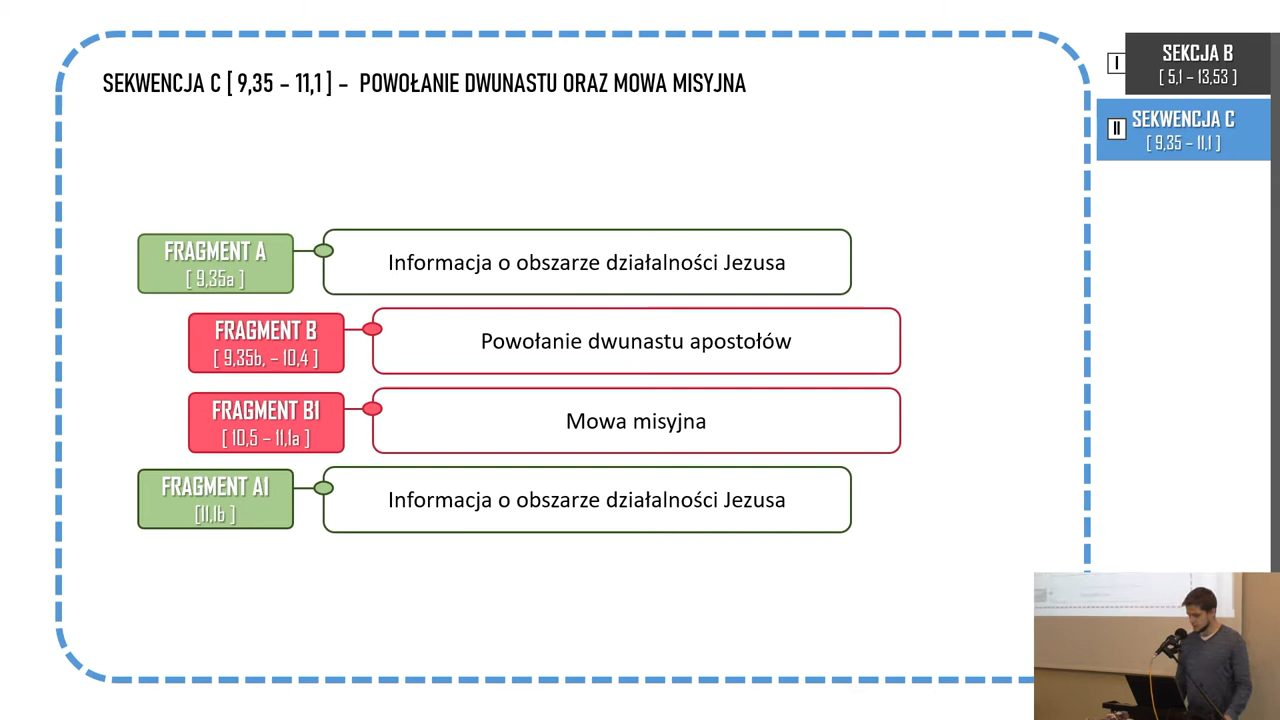 SEKWENCJA C [ 9,35 – 11,1 ] – POWOŁANIE DWUNASTU ORAZ MOWA MISYJNA
I
SEKCJA B
[ 5,1 – 13,53 ]
II
SEKWENCJA C
[ 9,35 – 11,1 ]
FRAGMENT A
[ 9,35a ]
Informacja o obszarze działalności Jezusa
FRAGMENT B
[ 9,35b, – 10,4 ]
Powołanie dwunastu apostołów
FRAGMENT B1
[ 10,5 – 11,1a ]
Mowa misyjna
FRAGMENT A1
[11,1b ]
Informacja o obszarze działalności Jezusa